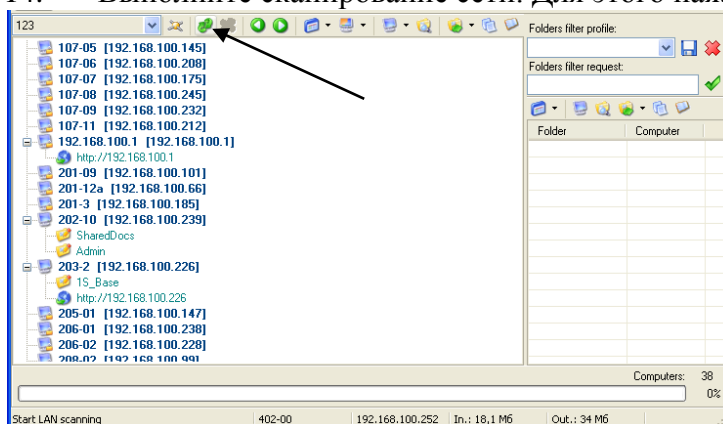 14. Выполните сканирование сети. Для этого наж
123
Folders filter profile:
107-05 [192.168.100.145]
107-06 [192.168.100.208]
Folders filter request:
107-07 [192.168.100.175]
107-08 [192.168.100.245]
107-09 [192.168.100.232]
107-11 [192.168.100.212]
Folder Computer
192.168.100.1 [192.168.100.1]
http://192.168.100.1
201-09 [192.168.100.101]
201-12a [192.168.100.66]
201-3 [192.168.100.185]
202-10 [192.168.100.239]
SharedDocs
Admin
203-2 [192.168.100.226]
1S_Base
http://192.168.100.226
205-01 [192.168.100.147]
206-01 [192.168.100.238]
206-02 [192.168.100.228]
208-02 [192.168.100.99]
Computers: 38
0%
Start LAN scanning 402-00 192.168.100.252 In.: 18,1 Мб Out.: 34 Мб